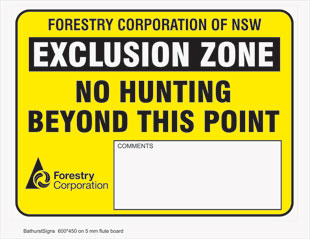 FORESTRY CORPORATION OF NSW
EXCLUSION ZONE
NO HUNTING
BEYOND THIS POINT
COMMENTS
Forestry
Corporation
BathurstSigns 600*450 on 5 mm flute board